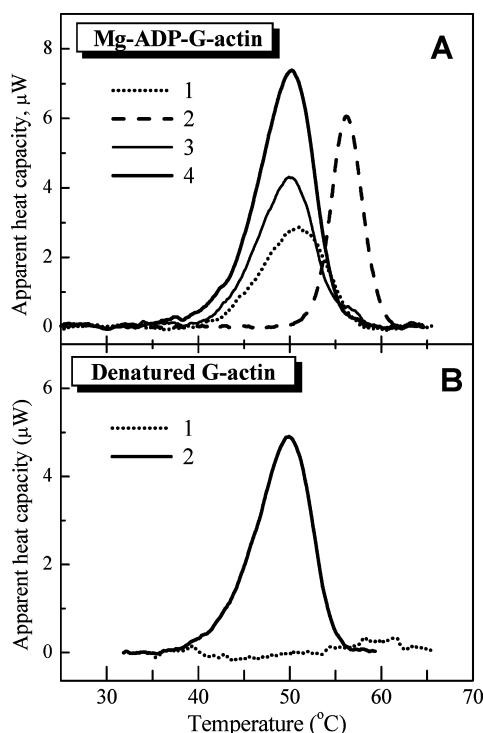 Mg-ADP-G-actin
A
1
2
3
4
Apparent heat capacity, μW
8
6
4
2
0
Denatured G-actin
B
1
2
Apparent heat capacity (μW)
6
4
2
0
30 40 50 60 70
Temperature (°C)